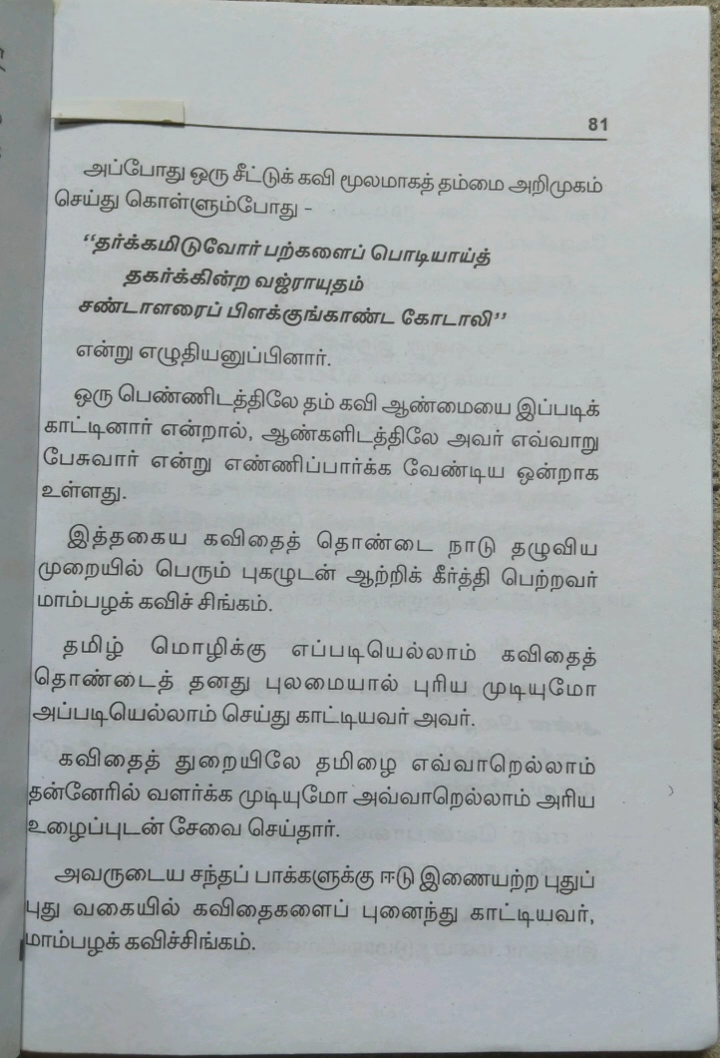 81
அப்போது ஒரு சீட்டுக் கவி மூலமாகத் தம்மை அறிமுகம்
செய்து கொள்ளும்போது –
“தர்க்கமிடுவோர் பற்களைப் பொடியாய்த்
தகர்க்கின்ற வஜ்ராயுதம்
சண்டாளரைப் பிளக்குங்காண்ட கோடாலி”
என்று எழுதியனுப்பினார்.
ஒரு பெண்ணிடத்திலே தம் கவி ஆண்மையை இப்படிக்
காட்டினார் என்றால், ஆண்களிடத்திலே அவர் எவ்வாறு
பேசுவார் என்று எண்ணிப்பார்க்க வேண்டிய ஒன்றாக
உள்ளது.
இத்தகைய கவிதைத் தொண்டை நாடு தழுவிய
முறையில் பெரும் புகழுடன் ஆற்றிக் கீர்த்தி பெற்றவர்
மாம்பழக் கவிச் சிங்கம்.
தமிழ் மொழிக்கு எப்படியெல்லாம் கவிதைத்
தொண்டைத் தனது புலமையால் புரிய முடியுமோ
அப்படியெல்லாம் செய்து காட்டியவர் அவர்.
கவிதைத் துறையிலே தமிழை எவ்வாறெல்லாம்
தன்னேரில் வளர்க்க முடியுமோ அவ்வாறெல்லாம் அரிய
உழைப்புடன் சேவை செய்தார்.
அவருடைய சந்தப் பாக்களுக்கு ஈடு இணையற்ற புதுப்
புது வகையில் கவிதைகளைப் புனைந்து காட்டியவர்,
மாம்பழக் கவிச்சிங்கம்.